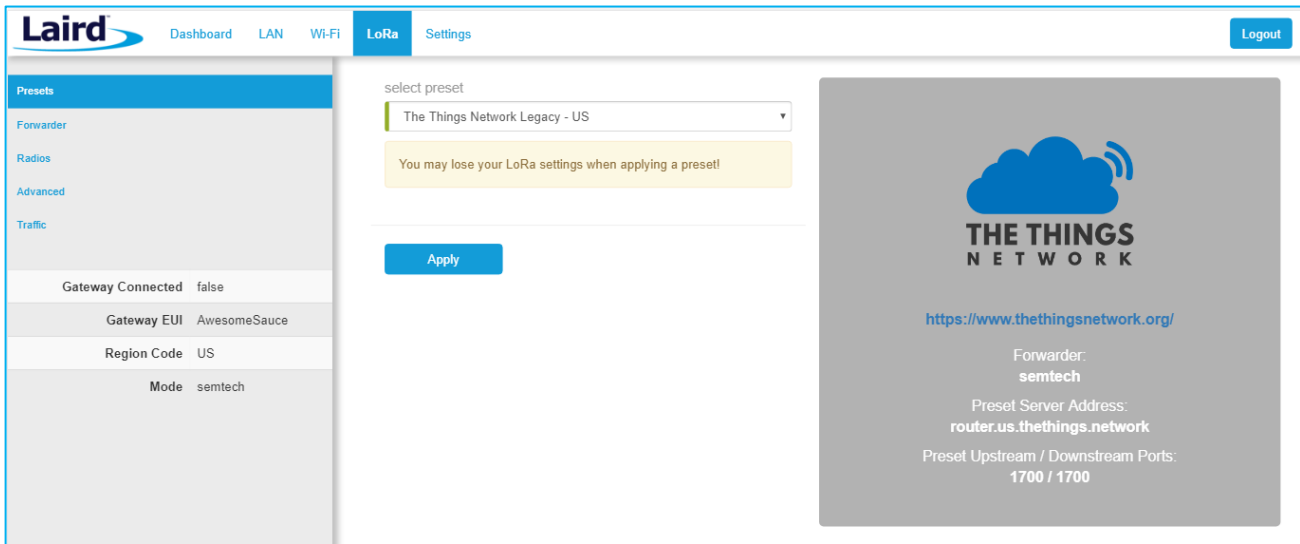 Laird
Dashboard LAN Wi-Fi LoRa Settings Logout
Presets
Forwarder
Radios
Advanced
Traffic
Gateway Connected false
Gateway EUI AwesomeSauce
Region Code US
Mode semtech
select preset
The Things Network Legacy - US
You may lose your LoRa settings when applying a preset!
Apply
THE THINGS
NETWORK
https://www.thethingsnetwork.org/
Forwarder:
semtech
Preset Server Address:
router.us.thethings.network
Preset Upstream / Downstream Ports:
1700 / 1700